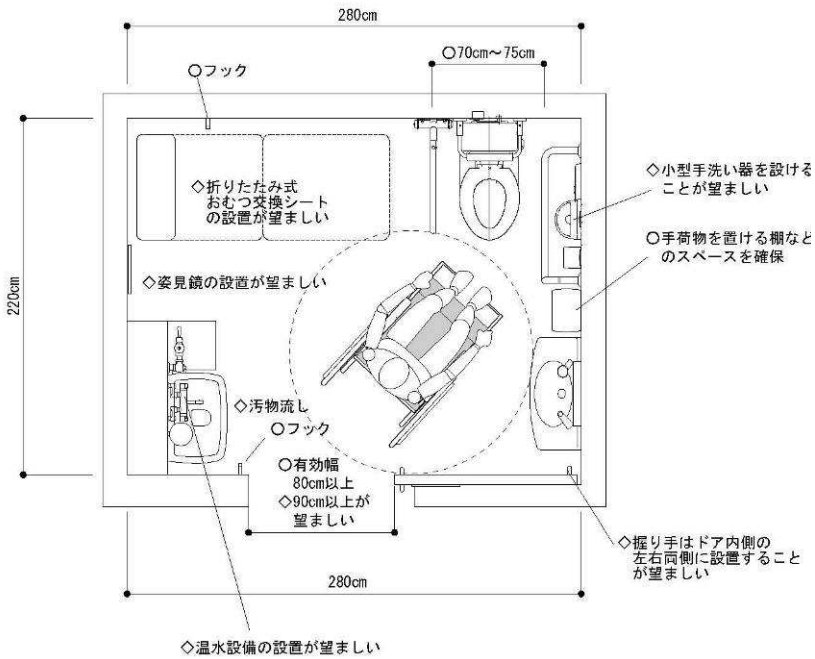 280cm
○70cm～75cm
○フック
◇小型手洗い器を設ける
ことが望ましい
◇折りたたみ式
おむつ交換シート
の設置が望ましい
○手荷物を置ける棚など
のスペースを確保
◇姿見鏡の設置が望ましい
220cm
◇汚物流し
○フック
○有効幅
80cm以上
◇90cm以上が
望ましい
◇握り手はドア内側の
左右両側に設置すること
が望ましい
280cm
◇温水設備の設置が望ましい